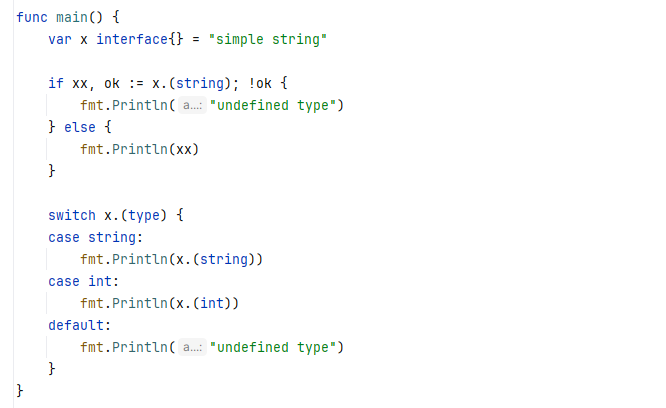 func main() {
    var x interface{} = "simple string"

    if xx, ok := x.(string); !ok {
        fmt.Println( a...: "undefined type")
    } else {
        fmt.Println(xx)
    }

    switch x.(type) {
    case string:
        fmt.Println(x.(string))
    case int:
        fmt.Println(x.(int))
    default:
        fmt.Println( a...: "undefined type")
    }
}